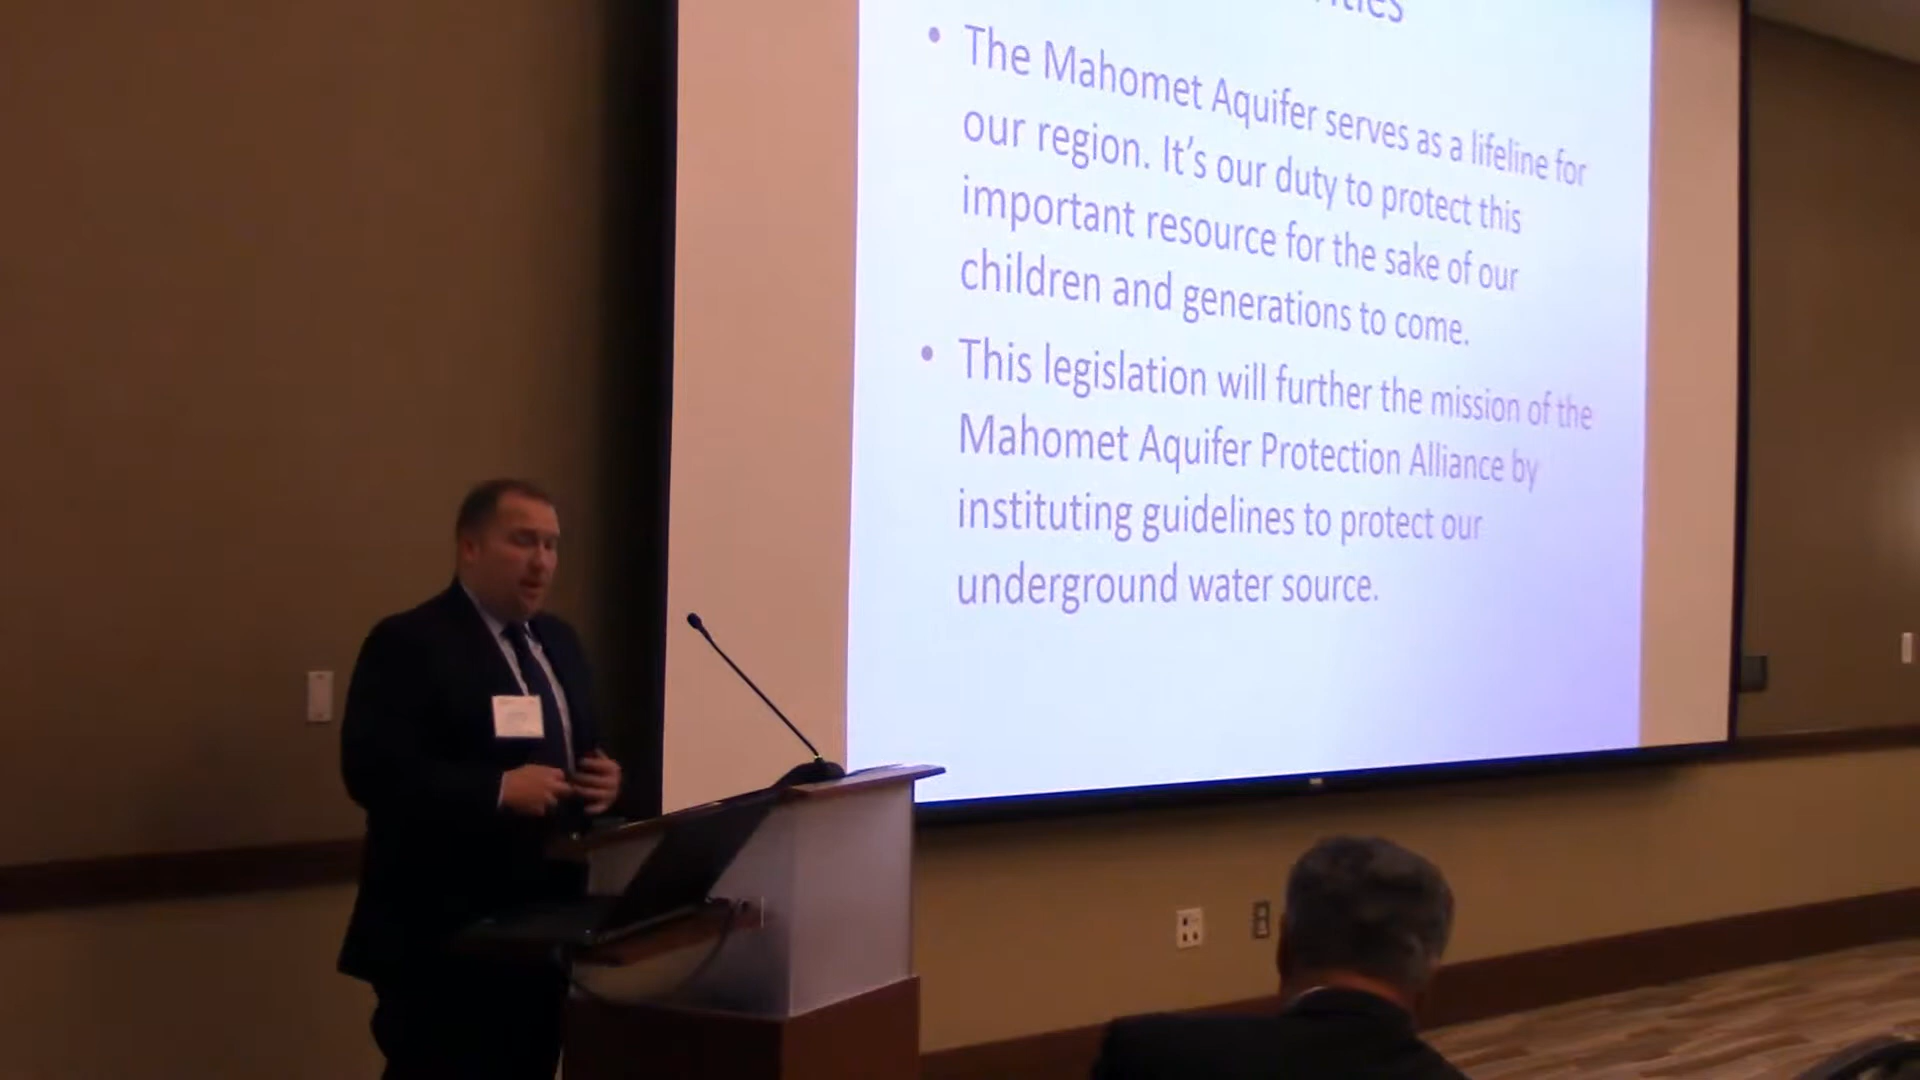 • The Mahomet Aquifer serves as a lifeline for
our region. It's our duty to protect this
important resource for the sake of our
children and generations to come.
• This legislation will further the mission of the
Mahomet Aquifer Protection Alliance by
instituting guidelines to protect our
underground water source.